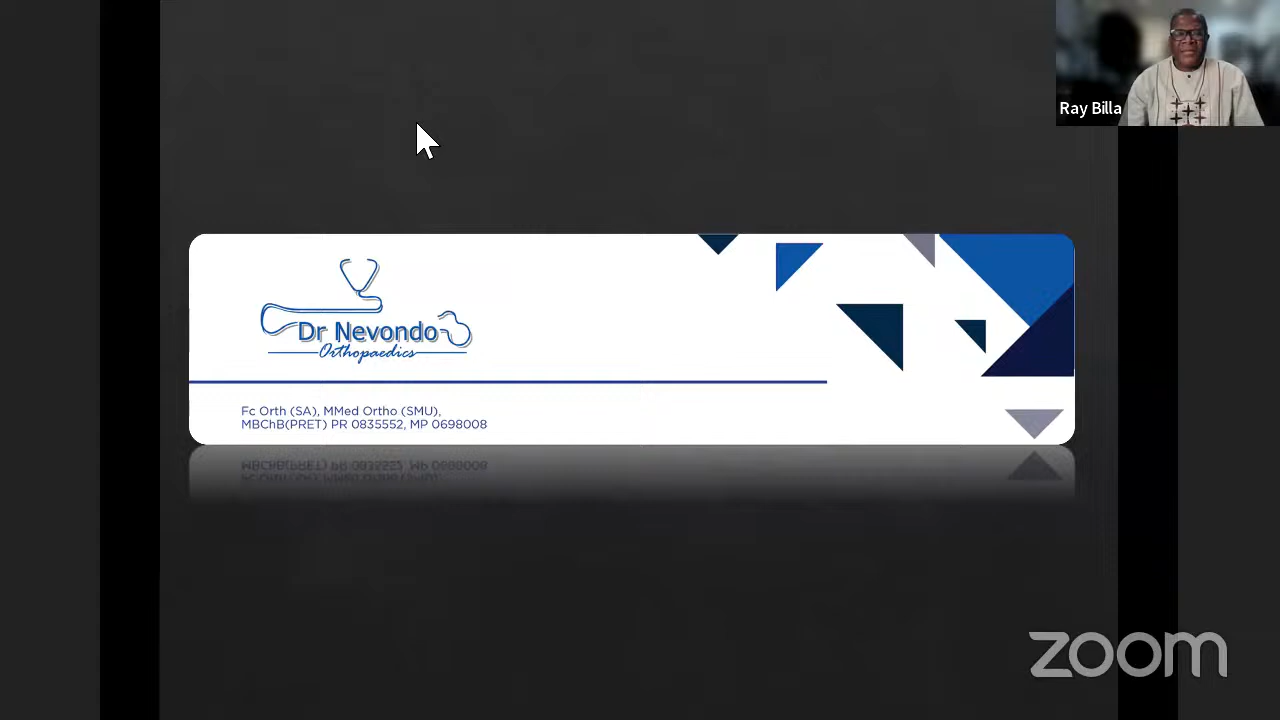 Ray Billa
Dr Nevondo
Orthopaedics
Fc Orth (SA), MMed Ortho (SMU),
MBChB(PRET) PR 0835552, MP 0698008
zoom